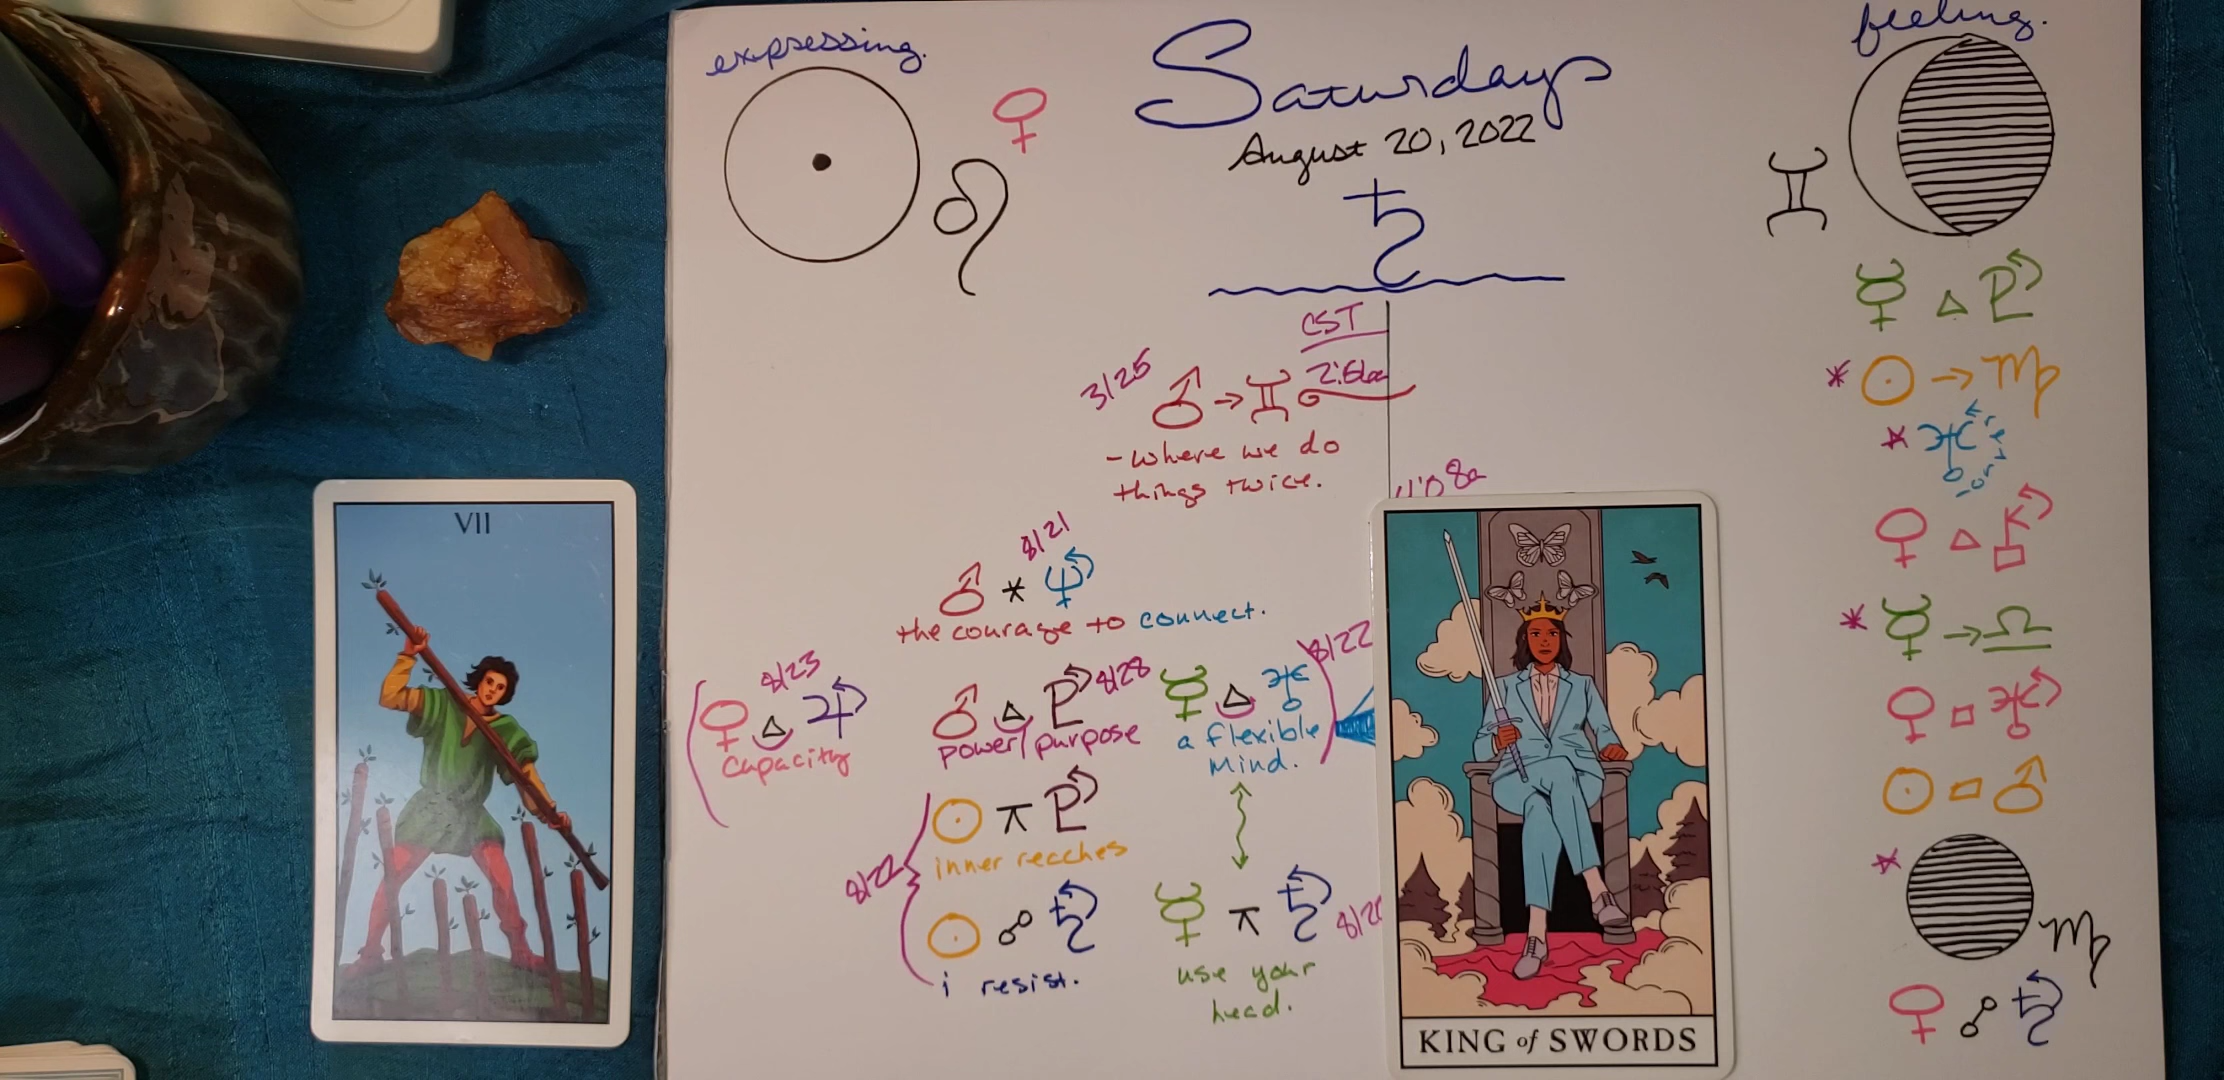 expressing.
Saturday
feeling.
August 20, 2022
CST
3/25
- where we do
things twice.
8/21
the courage to connect.
8/23
8/28
8/22
capacity
power/purpose
a flexible
mind.
inner reaches
8/22
i resist.
use your
head.
VII
KING of SWORDS